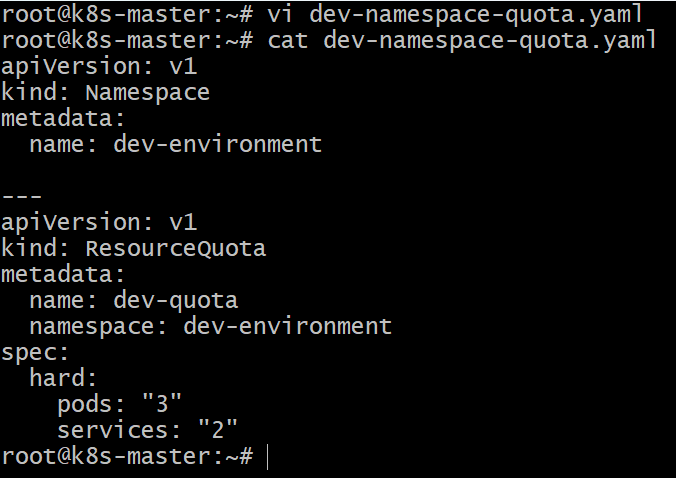 root@k8s-master:~# vi dev-namespace-quota.yaml
root@k8s-master:~# cat dev-namespace-quota.yaml
apiVersion: v1
kind: Namespace
metadata:
  name: dev-environment

---
apiVersion: v1
kind: ResourceQuota
metadata:
  name: dev-quota
  namespace: dev-environment
spec:
  hard:
    pods: "3"
    services: "2"
root@k8s-master:~#